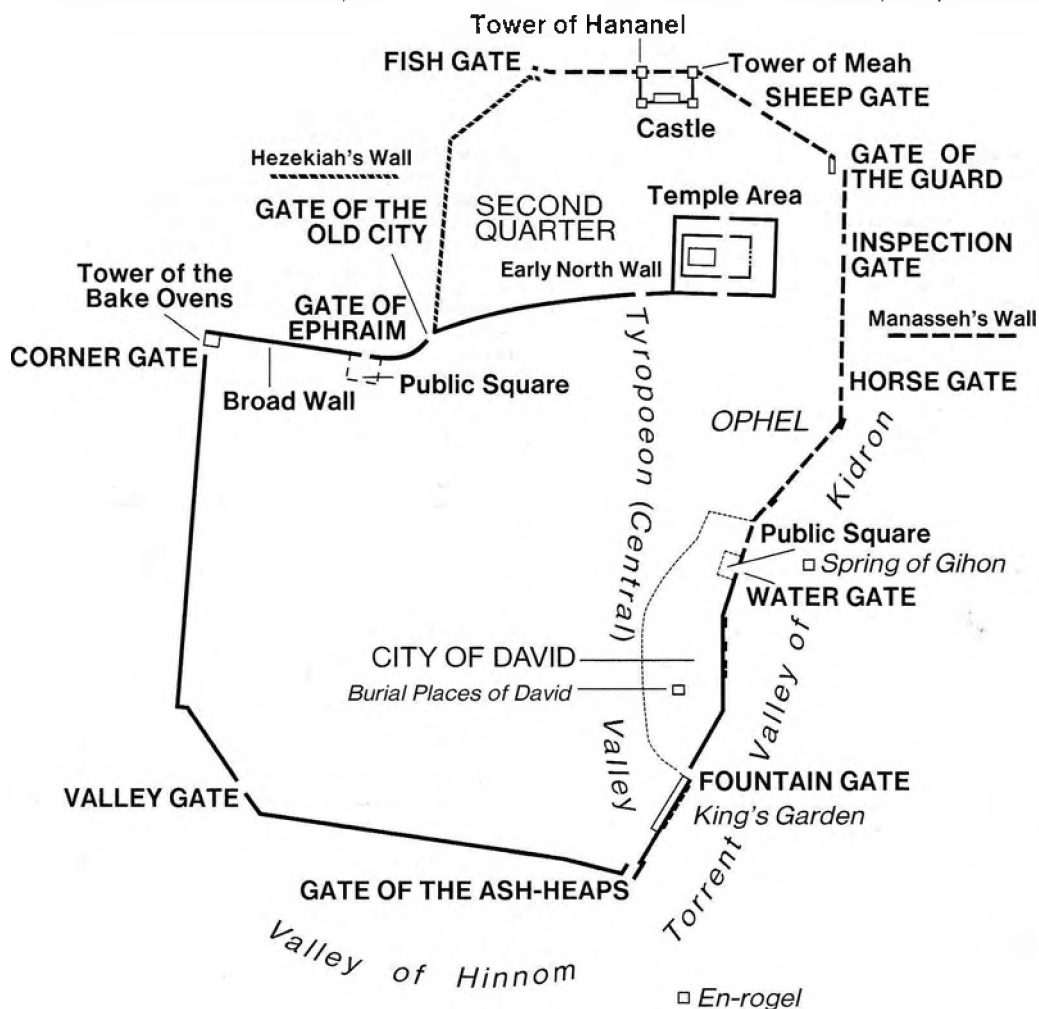 Tower of Hananel
FISH GATE
Tower of Meah
SHEEP GATE
Castle
Hezekiah's Wall
GATE OF
THE GUARD
GATE OF THE
OLD CITY
SECOND
QUARTER
Temple Area
INSPECTION
GATE
Early North Wall
Tower of the
Bake Ovens
GATE OF
EPHRAIM
Manasseh's Wall
CORNER GATE
Public Square
Broad Wall
HORSE GATE
OPHEL
Tyropoeon (Central)
Valley
Public Square
Spring of Gihon
WATER GATE
CITY OF DAVID
Burial Places of David
Torrent Valley of Kidron
FOUNTAIN GATE
King's Garden
VALLEY GATE
GATE OF THE ASH-HEAPS
Valley of Hinnom
En-rogel